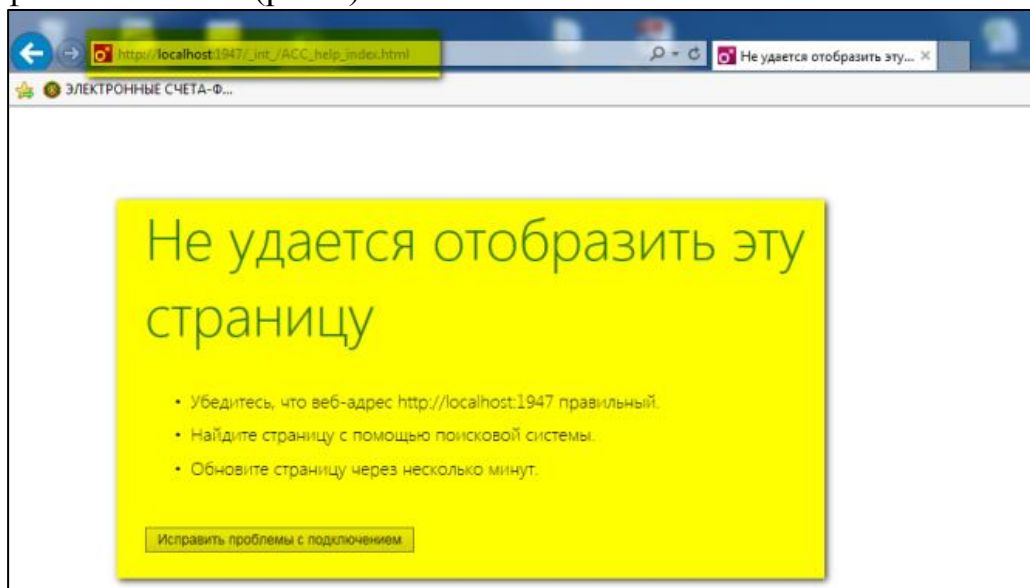 http://localhost:1947/_int_/ACC_help_index.html
Не удается отобразить эту...
ЭЛЕКТРОННЫЕ СЧЕТА-Ф...
Не удается отобразить эту
страницу
• Убедитесь, что веб-адрес http://localhost:1947 правильный.
• Найдите страницу с помощью поисковой системы.
• Обновите страницу через несколько минут.
Исправить проблемы с подключением